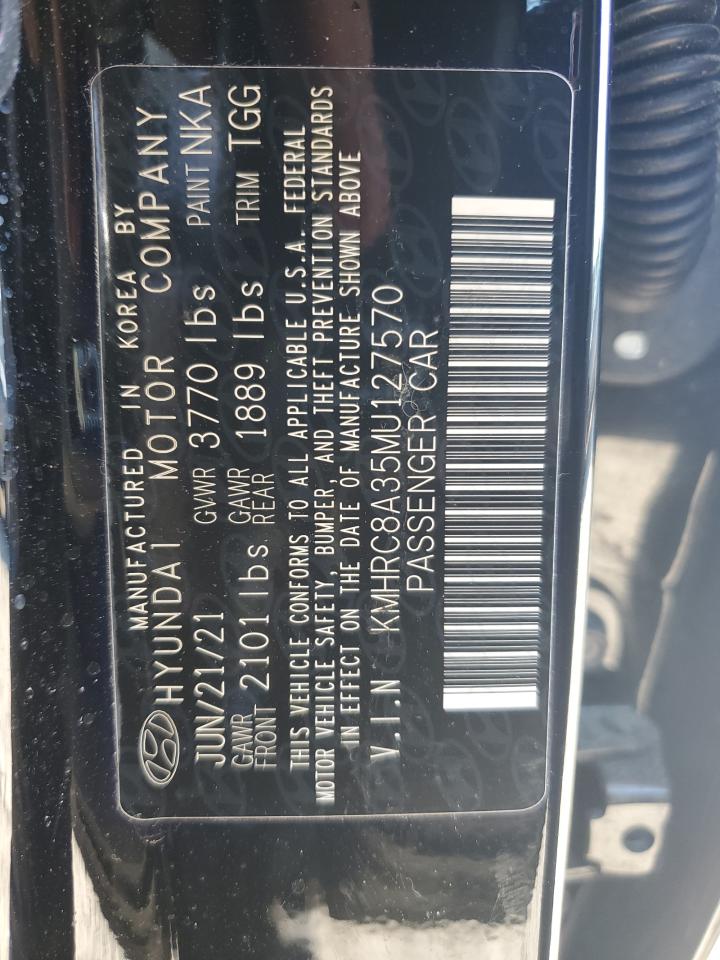 MANUFACTURED IN KOREA BY
HYUNDAI MOTOR COMPANY
JUN/21/21 GVWR 3770 lbs PAINT NKA
GAWR FRONT 2101 lbs GAWR REAR 1889 lbs TRIM TGG
THIS VEHICLE CONFORMS TO ALL APPLICABLE U.S.A. FEDERAL
MOTOR VEHICLE SAFETY, BUMPER, AND THEFT PREVENTION STANDARDS
IN EFFECT ON THE DATE OF MANUFACTURE SHOWN ABOVE
V.I.N KMHRC8A35MU127570
PASSENGER CAR